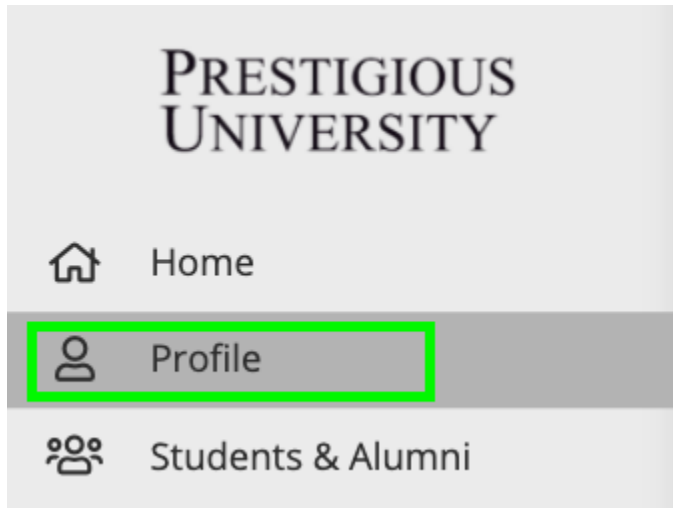 PRESTIGIOUS
UNIVERSITY
Home
Profile
Students & Alumni